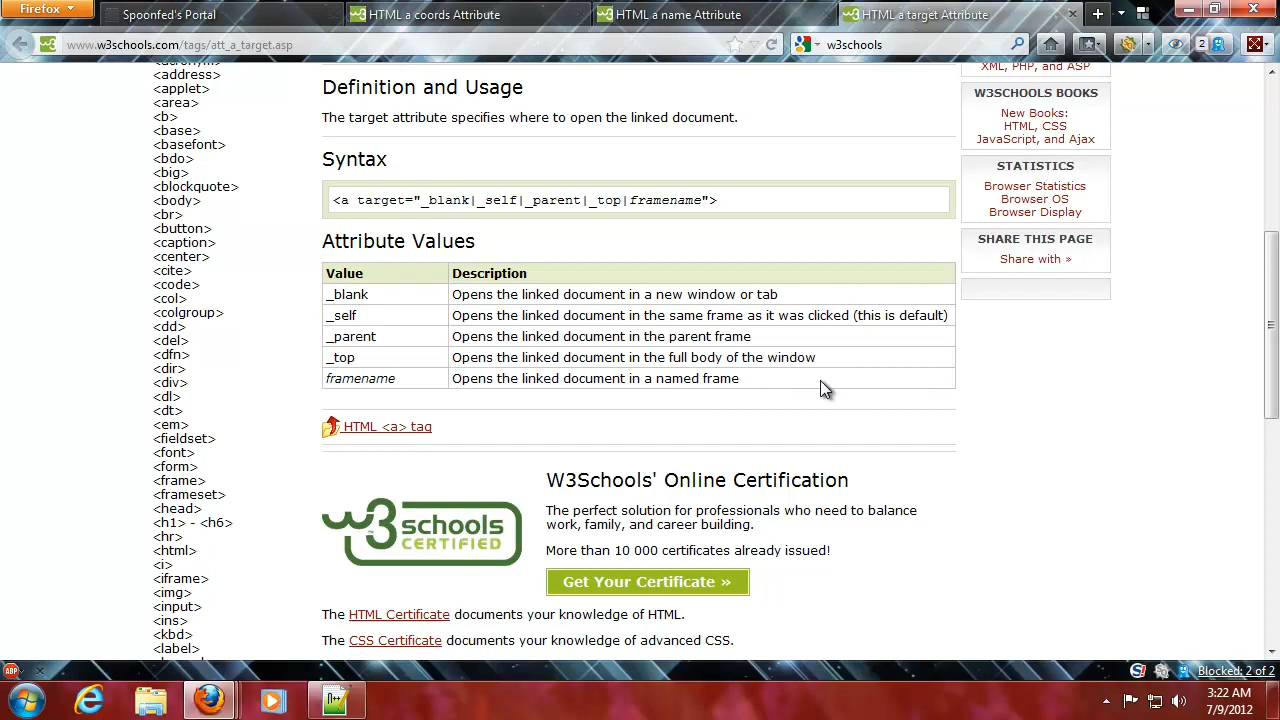 Firefox
Spoonfed's Portal
HTML a coords Attribute
HTML a name Attribute
HTML a target Attribute
www.w3schools.com/tags/att_a_target.asp
w3schools
2
<address>
<applet>
<area>
<b>
<base>
<basefont>
<bdo>
<big>
<blockquote>
<body>
<br>
<button>
<caption>
<center>
<cite>
<code>
<col>
<colgroup>
<dd>
<del>
<dfn>
<dir>
<div>
<dl>
<dt>
<em>
<fieldset>
<font>
<form>
<frame>
<frameset>
<head>
<h1> - <h6>
<hr>
<html>
<i>
<iframe>
<img>
<input>
<ins>
<kbd>
<label>
Definition and Usage
The target attribute specifies where to open the linked document.
Syntax
<a target="_blank|_self|_parent|_top|framename">
Attribute Values
Value Description
_blank Opens the linked document in a new window or tab
_self Opens the linked document in the same frame as it was clicked (this is default)
_parent Opens the linked document in the parent frame
_top Opens the linked document in the full body of the window
framename Opens the linked document in a named frame
HTML <a> tag
w3schools
CERTIFIED
W3Schools' Online Certification
The perfect solution for professionals who need to balance
work, family, and career building.
More than 10 000 certificates already issued!
Get Your Certificate »
The HTML Certificate documents your knowledge of HTML.
The CSS Certificate documents your knowledge of advanced CSS.
XML, PHP, and ASP
W3SCHOOLS BOOKS
New Books:
HTML, CSS
JavaScript, and Ajax
STATISTICS
Browser Statistics
Browser OS
Browser Display
SHARE THIS PAGE
Share with »
ABP
Blocked: 2 of 2
3:22 AM
7/9/2012